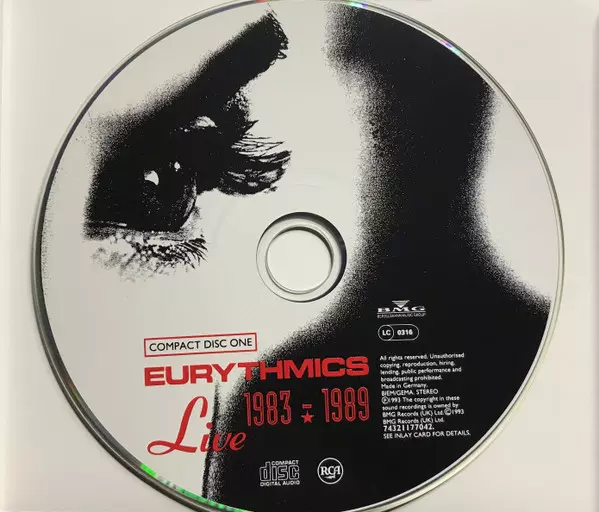 BMG
LC 0316
COMPACT DISC ONE
EURYTHMICS
Live 1983 - 1989
All rights reserved. Unauthorised
copying, reproduction, hiring,
lending, public performance and
broadcasting prohibited.
Made in Germany.
BIEM/GEMA. STEREO
Ⓟ1993 The copyright in these
sound recordings is owned by
BMG Records (UK) Ltd. ©1993
BMG Records (UK) Ltd.
74321177042.
SEE INLAY CARD FOR DETAILS.
COMPACT
disc
DIGITAL AUDIO
RCA